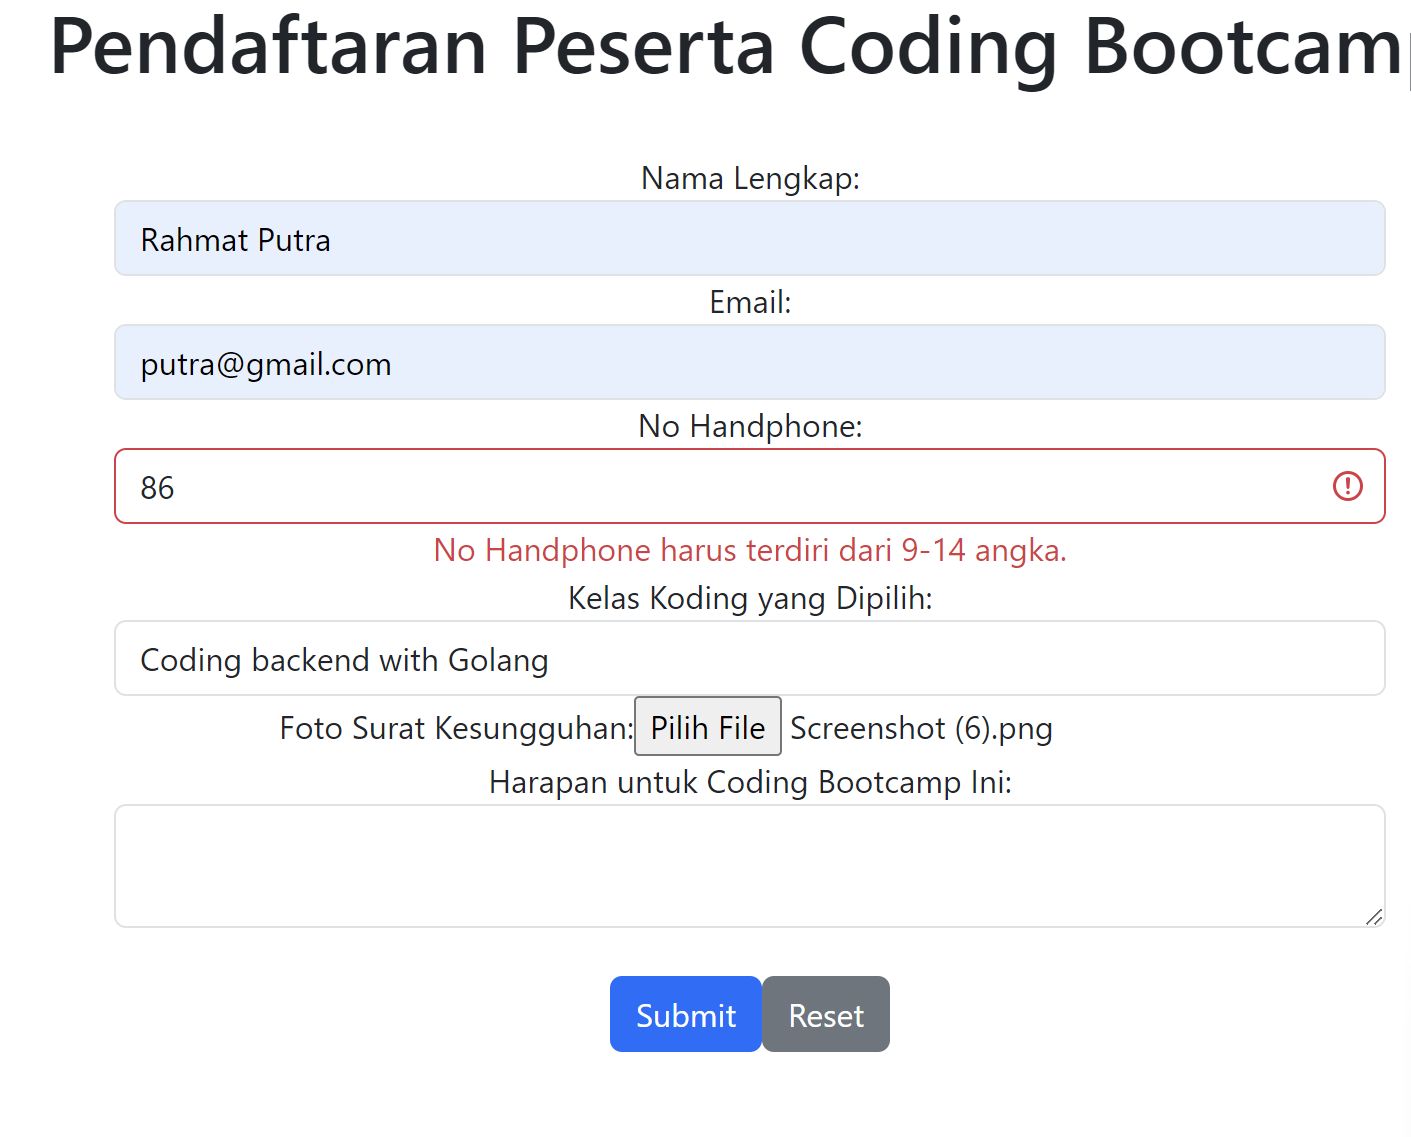 Pendaftaran Peserta Coding Bootcamp
Nama Lengkap:
Rahmat Putra
Email:
putra@gmail.com
No Handphone:
86
No Handphone harus terdiri dari 9-14 angka.
Kelas Koding yang Dipilih:
Coding backend with Golang
Foto Surat Kesungguhan: Pilih File Screenshot (6).png
Harapan untuk Coding Bootcamp Ini:
Submit Reset